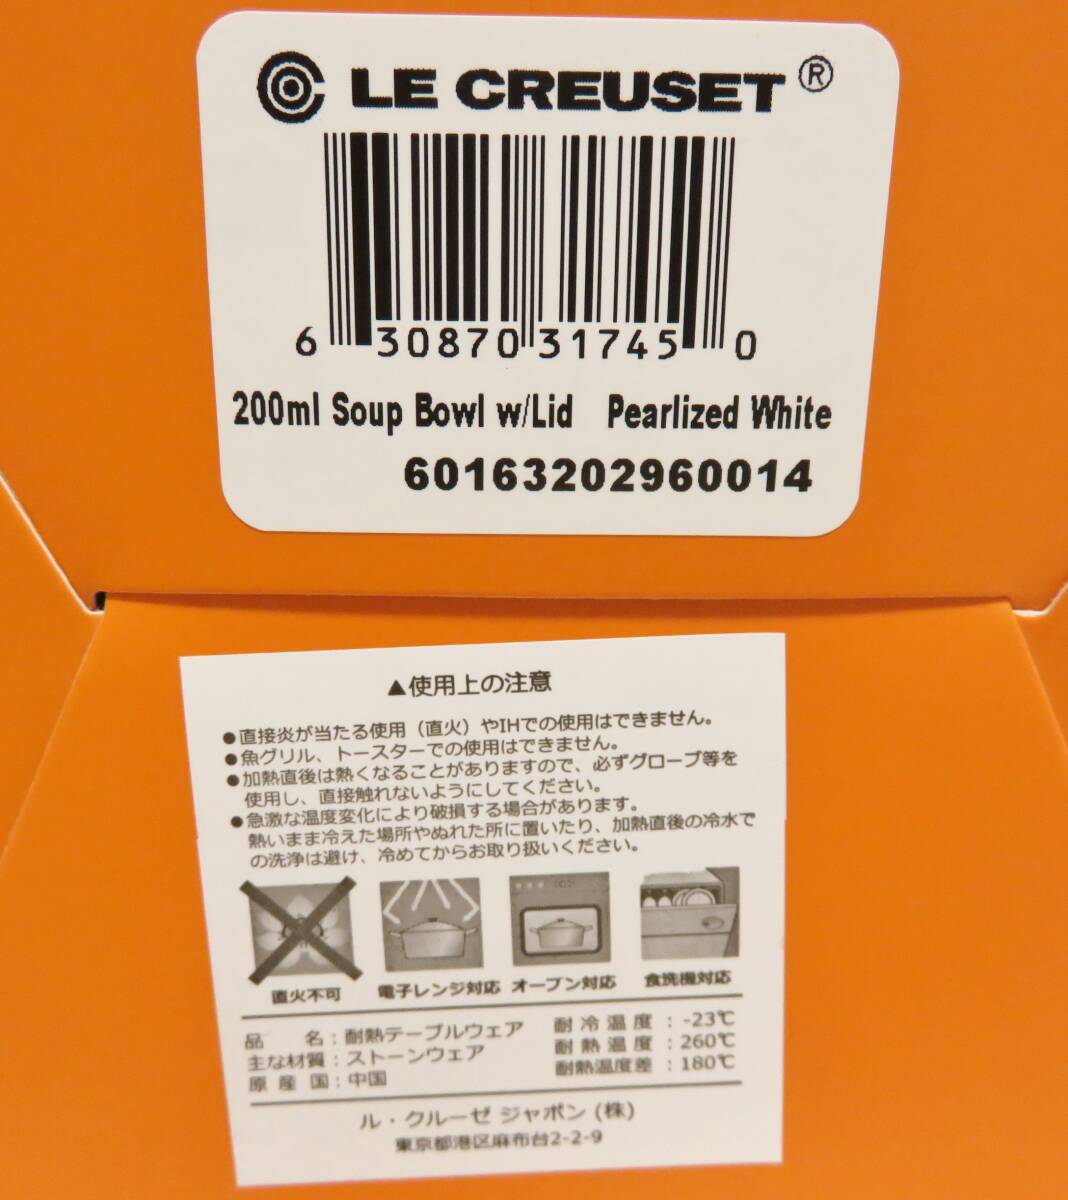 LE CREUSET®
6 30870 31745 0
200ml Soup Bowl w/Lid Pearlized White
60163202960014
▲使用上の注意
●直接炎が当たる使用（直火）やIHでの使用はできません。
●魚グリル、トースターでの使用はできません。
●加熱直後は熱くなることがありますので、必ずグローブ等を
使用し、直接触れないようにしてください。
●急激な温度変化により破損する場合があります。
熱いまま冷えた場所やぬれた所に置いたり、加熱直後の冷水で
の洗浄は避け、冷めてからお取り扱いください。
直火不可 電子レンジ対応 オーブン対応 食洗機対応
品 名：耐熱テーブルウェア 耐冷温度：-23℃
主な材質：ストーンウェア 耐熱温度：260℃
原産国：中国 耐熱温度差：180℃
ル・クルーゼ ジャポン (株)
東京都港区麻布台2-2-9